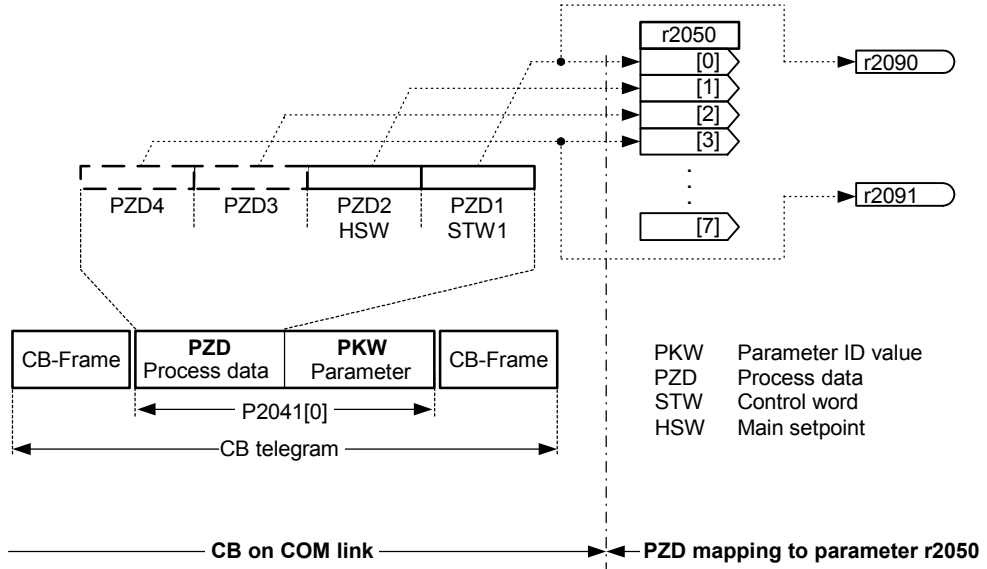 r2050
[0]
r2090
[1]
[2]
[3]
PZD4 PZD3 PZD2 PZD1
HSW STW1
r2091
[7]
CB-Frame PZD PKW CB-Frame
Process data Parameter
P2041[0]
CB telegram
PKW Parameter ID value
PZD Process data
STW Control word
HSW Main setpoint
CB on COM link PZD mapping to parameter r2050